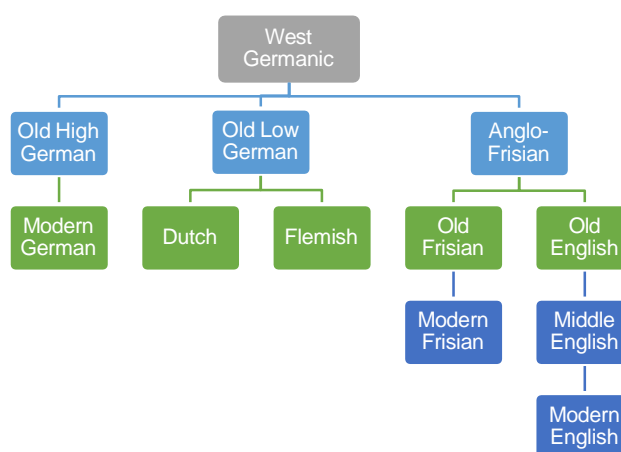 West
Germanic
Old High
German
Old Low
German
Anglo-
Frisian
Modern
German
Dutch
Flemish
Old
Frisian
Old
English
Modern
Frisian
Middle
English
Modern
English